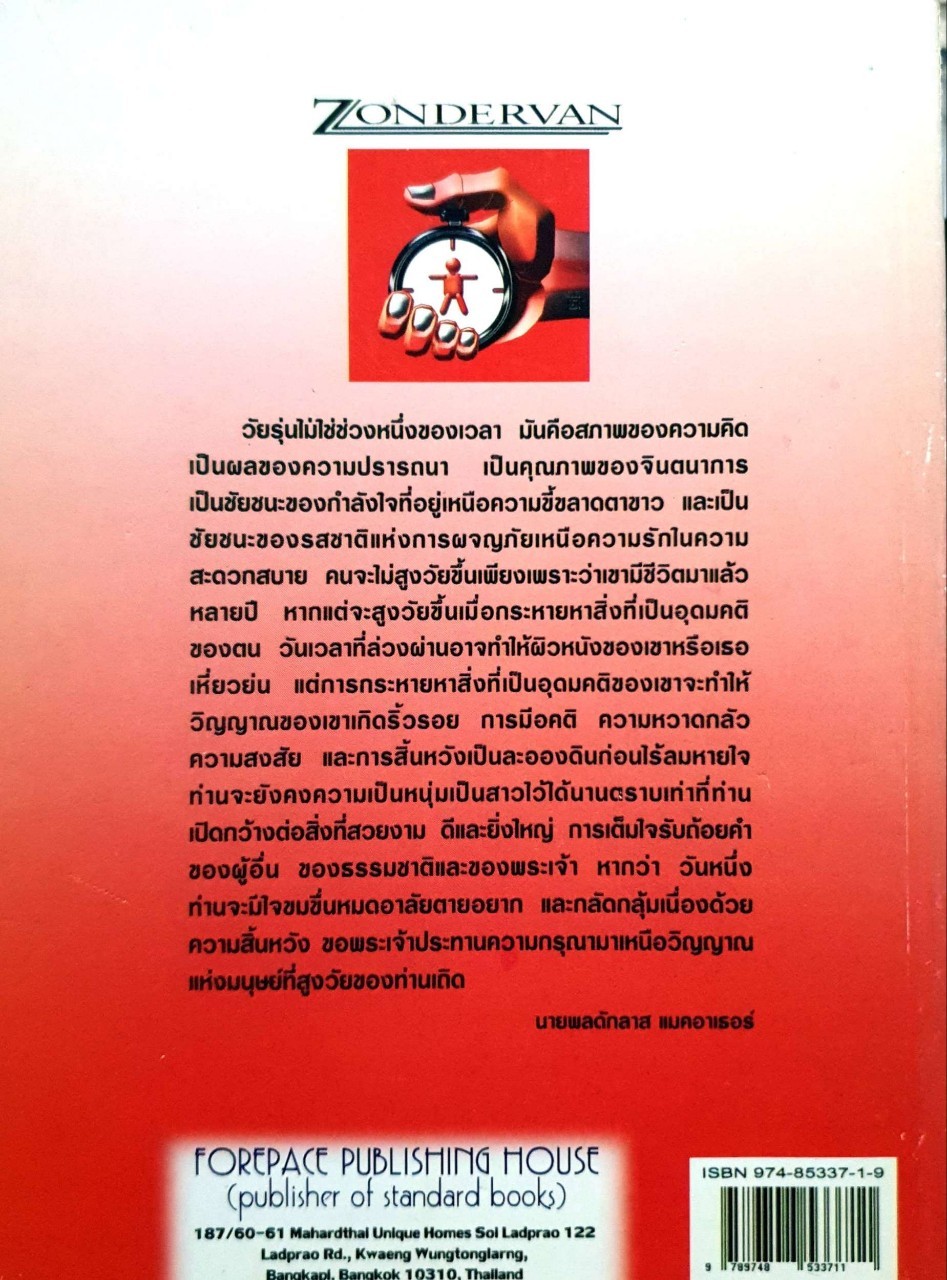 ZONDERVAN
วัยรุ่นไม่ใช่ช่วงหนึ่งของเวลา มันคือสภาพของความคิด
เป็นผลของความปรารถนา เป็นคุณภาพของจินตนาการ
เป็นชัยชนะของกำลังใจที่อยู่เหนือความขี้ขลาดตาขาว และเป็น
ชัยชนะของรสชาติแห่งการผจญภัยเหนือความรักในความ
สะดวกสบาย คนจะไม่สูงวัยขึ้นเพียงเพราะว่าเขามีชีวิตมาแล้ว
หลายปี หากแต่จะสูงวัยขึ้นเมื่อกระหายหาสิ่งที่เป็นอุดมคติ
ของตน วันเวลาที่ล่วงผ่านอาจทำให้ผิวหนังของเขาหรือเธอ
เหี่ยวย่น แต่การกระหายหาสิ่งที่เป็นอุดมคติของเขาจะทำให้
วิญญาณของเขาเกิดริ้วรอย การมีอคติ ความหวาดกลัว
ความสงสัย และการสิ้นหวังเป็นละอองดินก่อนไร้ลมหายใจ
ท่านจะยังคงความเป็นหนุ่มเป็นสาวไว้ได้นานตราบเท่าที่ท่าน
เปิดกว้างต่อสิ่งที่สวยงาม ดีและยิ่งใหญ่ การเต็มใจรับถ้อยคำ
ของผู้อื่น ของธรรมชาติและของพระเจ้า หากว่า วันหนึ่ง
ท่านจะมีใจขมขื่นหมดอาลัยตายอยาก และกลัดกลุ้มเนื่องด้วย
ความสิ้นหวัง ขอพระเจ้าประทานความกรุณามาเหนือวิญญาณ
แห่งมนุษย์ที่สูงวัยของท่านเถิด
นายพลดักลาส แมคอาเธอร์
FOREPACE PUBLISHING HOUSE
(publisher of standard books)
187/60-61 Mahardthai Unique Homes Soi Ladprao 122
Ladprao Rd., Kwaeng Wungtonglarng,
Bangkapi, Bangkok 10310, Thailand
ISBN 974-85337-1-9
9 789748 533711